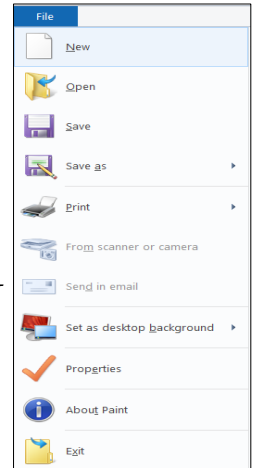 File
New
Open
Save
Save as
Print
From scanner or camera
Send in email
Set as desktop background
Properties
About Paint
Exit